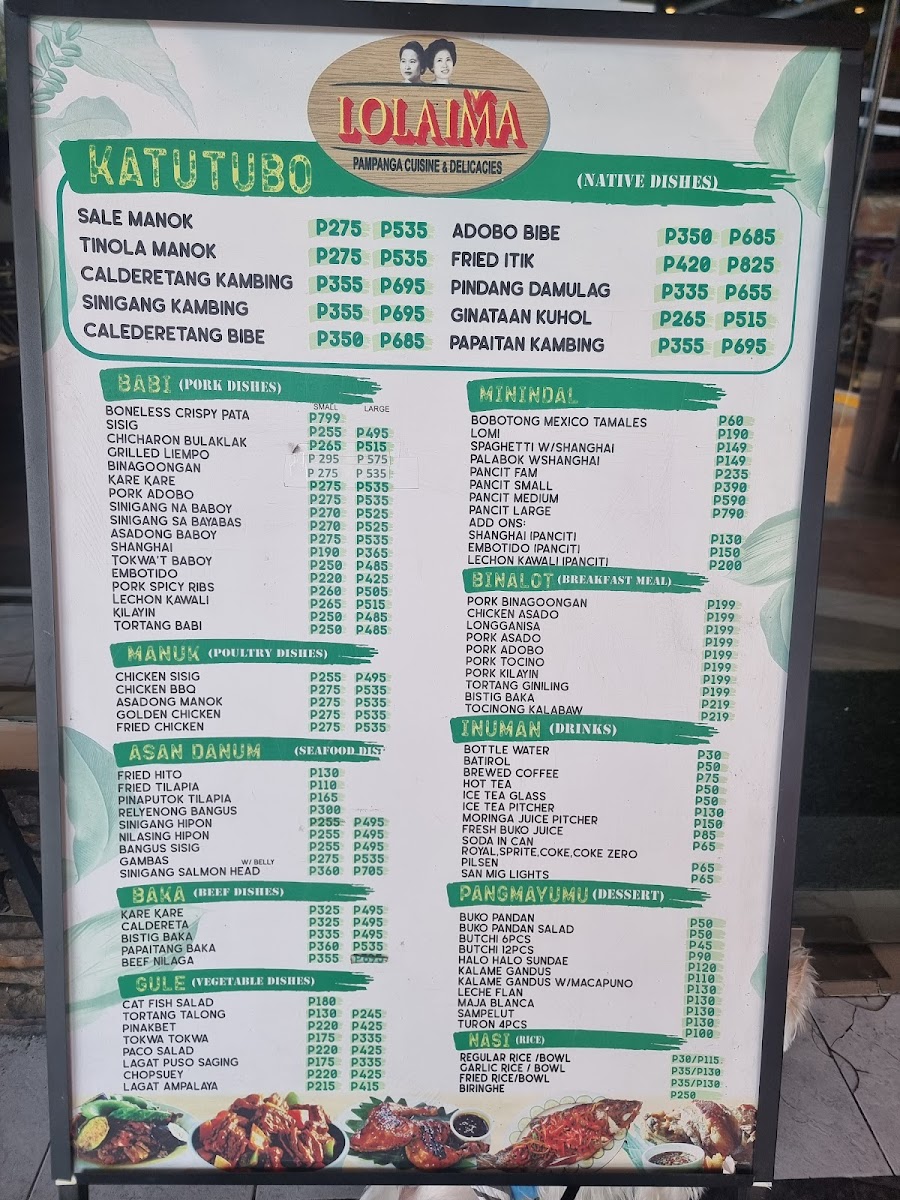 LOLAIMA
PAMPANGA CUISINE & DELICACIES
KATUTUBO (NATIVE DISHES)
SALE MANOK P275 P535
TINOLA MANOK P275 P535
CALDERETANG KAMBING P355 P695
SINIGANG KAMBING P355 P695
CALEDERETANG BIBE P350 P685
ADOBO BIBE P350 P685
FRIED ITIK P420 P825
PINDANG DAMULAG P335 P655
GINATAAN KUHOL P265 P515
PAPAITAN KAMBING P355 P695
BABI (PORK DISHES)
SMALL LARGE
BONELESS CRISPY PATA P799
SISIG P255 P495
CHICHARON BULAKLAK P265 P515
GRILLED LIEMPO P 295 P 575
BINAGOONGAN P 275 P 535
KARE KARE P275 P535
PORK ADOBO P275 P535
SINIGANG NA BABOY P270 P525
SINIGANG SA BAYABAS P270 P525
ASADONG BABOY P275 P535
SHANGHAI P190 P365
TOKWA'T BABOY P250 P485
EMBOTIDO P220 P425
PORK SPICY RIBS P260 P505
LECHON KAWALI P265 P515
KILAYIN P250 P485
TORTANG BABI P250 P485
MANUK (POULTRY DISHES)
CHICKEN SISIG P255 P495
CHICKEN BBQ P275 P535
ASADONG MANOK P275 P535
GOLDEN CHICKEN P275 P535
FRIED CHICKEN P275 P535
ASAN DANUM (SEAFOOD DIS
FRIED HITO P130
FRIED TILAPIA P110
PINAPUTOK TILAPIA P165
RELYENONG BANGUS P300
SINIGANG HIPON P255 P495
NILASING HIPON P255 P495
BANGUS SISIG P255 P495
GAMBAS P275 P535
SINIGANG SALMON HEAD W/ BELLY P360 P705
BAKA (BEEF DISHES)
KARE KARE P325 P495
CALDERETA P325 P495
BISTIG BAKA P335 P495
PAPAITANG BAKA P360 P535
BEEF NILAGA P355
GULE (VEGETABLE DISHES)
CAT FISH SALAD P180
TORTANG TALONG P130 P245
PINAKBET P220 P425
TOKWA TOKWA P175 P335
PACO SALAD P220 P425
LAGAT PUSO SAGING P175 P335
CHOPSUEY P220 P425
LAGAT AMPALAYA P215 P415
MININDAL
BOBOTONG MEXICO TAMALES P60
LOMI P190
SPAGHETTI W/SHANGHAI P149
PALABOK WSHANGHAI P149
PANCIT FAM P235
PANCIT SMALL P390
PANCIT MEDIUM P590
PANCIT LARGE P790
ADD ONS:
SHANGHAI (PANCIT) P130
EMBOTIDO (PANCIT) P150
LECHON KAWALI (PANCIT) P200
BINALOT (BREAKFAST MEAL)
PORK BINAGOONGAN P199
CHICKEN ASADO P199
LONGGANISA P199
PORK ASADO P199
PORK ADOBO P199
PORK TOCINO P199
PORK KILAYIN P199
TORTANG GINILING P199
BISTIG BAKA P219
TOCINONG KALABAW P219
INUMAN (DRINKS)
BOTTLE WATER P30
BATIROL P50
BREWED COFFEE P75
HOT TEA P50
ICE TEA GLASS P50
ICE TEA PITCHER P130
MORINGA JUICE PITCHER P150
FRESH BUKO JUICE P85
SODA IN CAN P65
ROYAL,SPRITE,COKE,COKE ZERO
PILSEN P65
SAN MIG LIGHTS P65
PANGMAYUMU (DESSERT)
BUKO PANDAN P50
BUKO PANDAN SALAD P50
BUTCHI 6PCS P45
BUTCHI 12PCS P90
HALO HALO SUNDAE P120
KALAME GANDUS P110
KALAME GANDUS W/MACAPUNO P130
LECHE FLAN P130
MAJA BLANCA P130
SAMPELUT P130
TURON 4PCS P100
NASI (RICE)
REGULAR RICE /BOWL P30/P115
GARLIC RICE / BOWL P35/P130
FRIED RICE/BOWL P35/P130
BIRINGHE P250